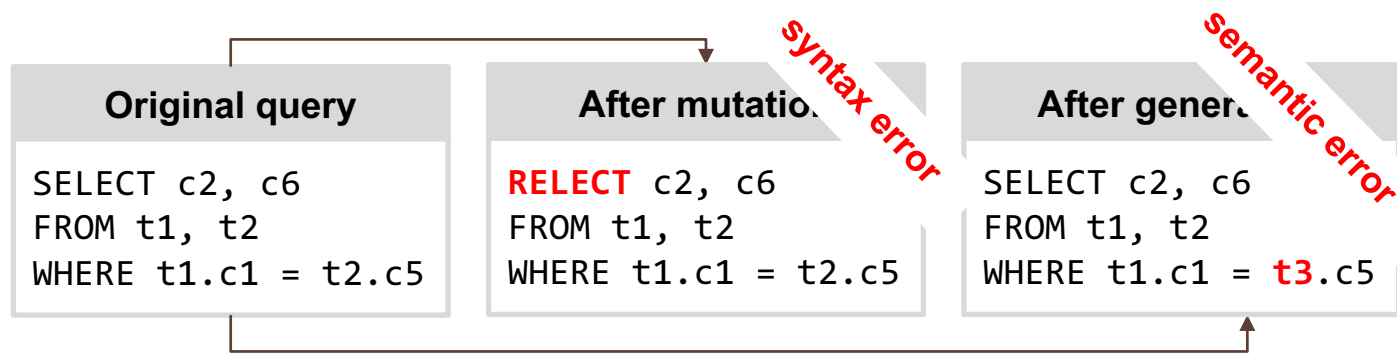 Original query
SELECT c2, c6
FROM t1, t2
WHERE t1.c1 = t2.c5
After mutatio
syntax error
RELECT c2, c6
FROM t1, t2
WHERE t1.c1 = t2.c5
After genera
semantic error
SELECT c2, c6
FROM t1, t2
WHERE t1.c1 = t3.c5